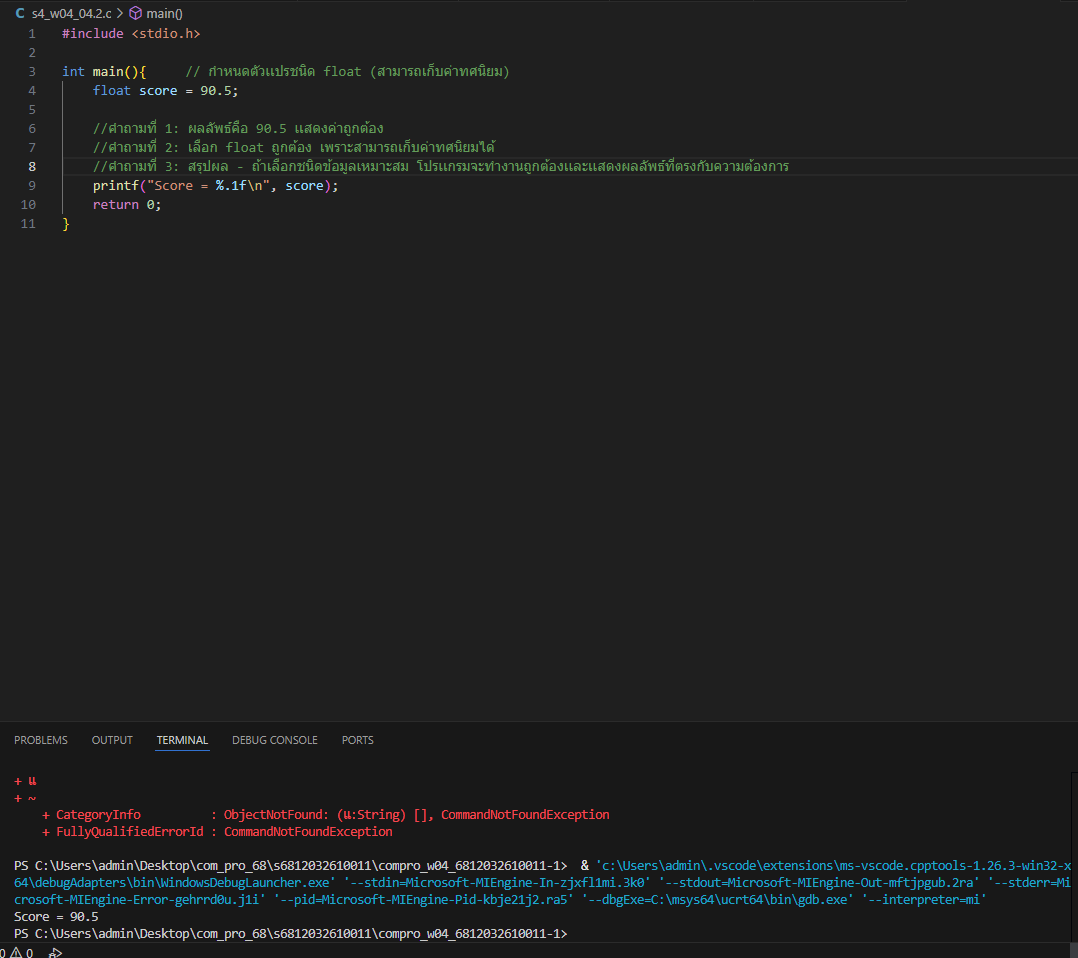 C s4_w04_04.2.c > main()
1 #include <stdio.h>
2
3 int main(){     // กำหนดตัวแปรชนิด float (สามารถเก็บค่าทศนิยม)
4     float score = 90.5;
5
6     //คำถามที่ 1: ผลลัพธ์คือ 90.5 แสดงค่าถูกต้อง
7     //คำถามที่ 2: เลือก float ถูกต้อง เพราะสามารถเก็บค่าทศนิยมได้
8     //คำถามที่ 3: สรุปผล - ถ้าเลือกชนิดข้อมูลเหมาะสม โปรแกรมจะทำงานถูกต้องและแสดงผลลัพธ์ที่ตรงกับความต้องการ
9     printf("Score = %.1f\n", score);
10     return 0;
11 }
PROBLEMS OUTPUT TERMINAL DEBUG CONSOLE PORTS
+ แ
+ ~
    + CategoryInfo          : ObjectNotFound: (แ:String) [], CommandNotFoundException
    + FullyQualifiedErrorId : CommandNotFoundException
PS C:\Users\admin\Desktop\com_pro_68\s6812032610011\compro_w04_6812032610011-1>  & 'c:\Users\admin\.vscode\extensions\ms-vscode.cpptools-1.26.3-win32-x
64\debugAdapters\bin\WindowsDebugLauncher.exe' '--stdin=Microsoft-MIEngine-In-zjxfl1mi.3k0' '--stdout=Microsoft-MIEngine-Out-mftjpgub.2ra' '--stderr=Mi
crosoft-MIEngine-Error-gehrrd0u.j1i' '--pid=Microsoft-MIEngine-Pid-kbje21j2.ra5' '--dbgExe=C:\msys64\ucrt64\bin\gdb.exe' '--interpreter=mi'
Score = 90.5
PS C:\Users\admin\Desktop\com_pro_68\s6812032610011\compro_w04_6812032610011-1>
0 0